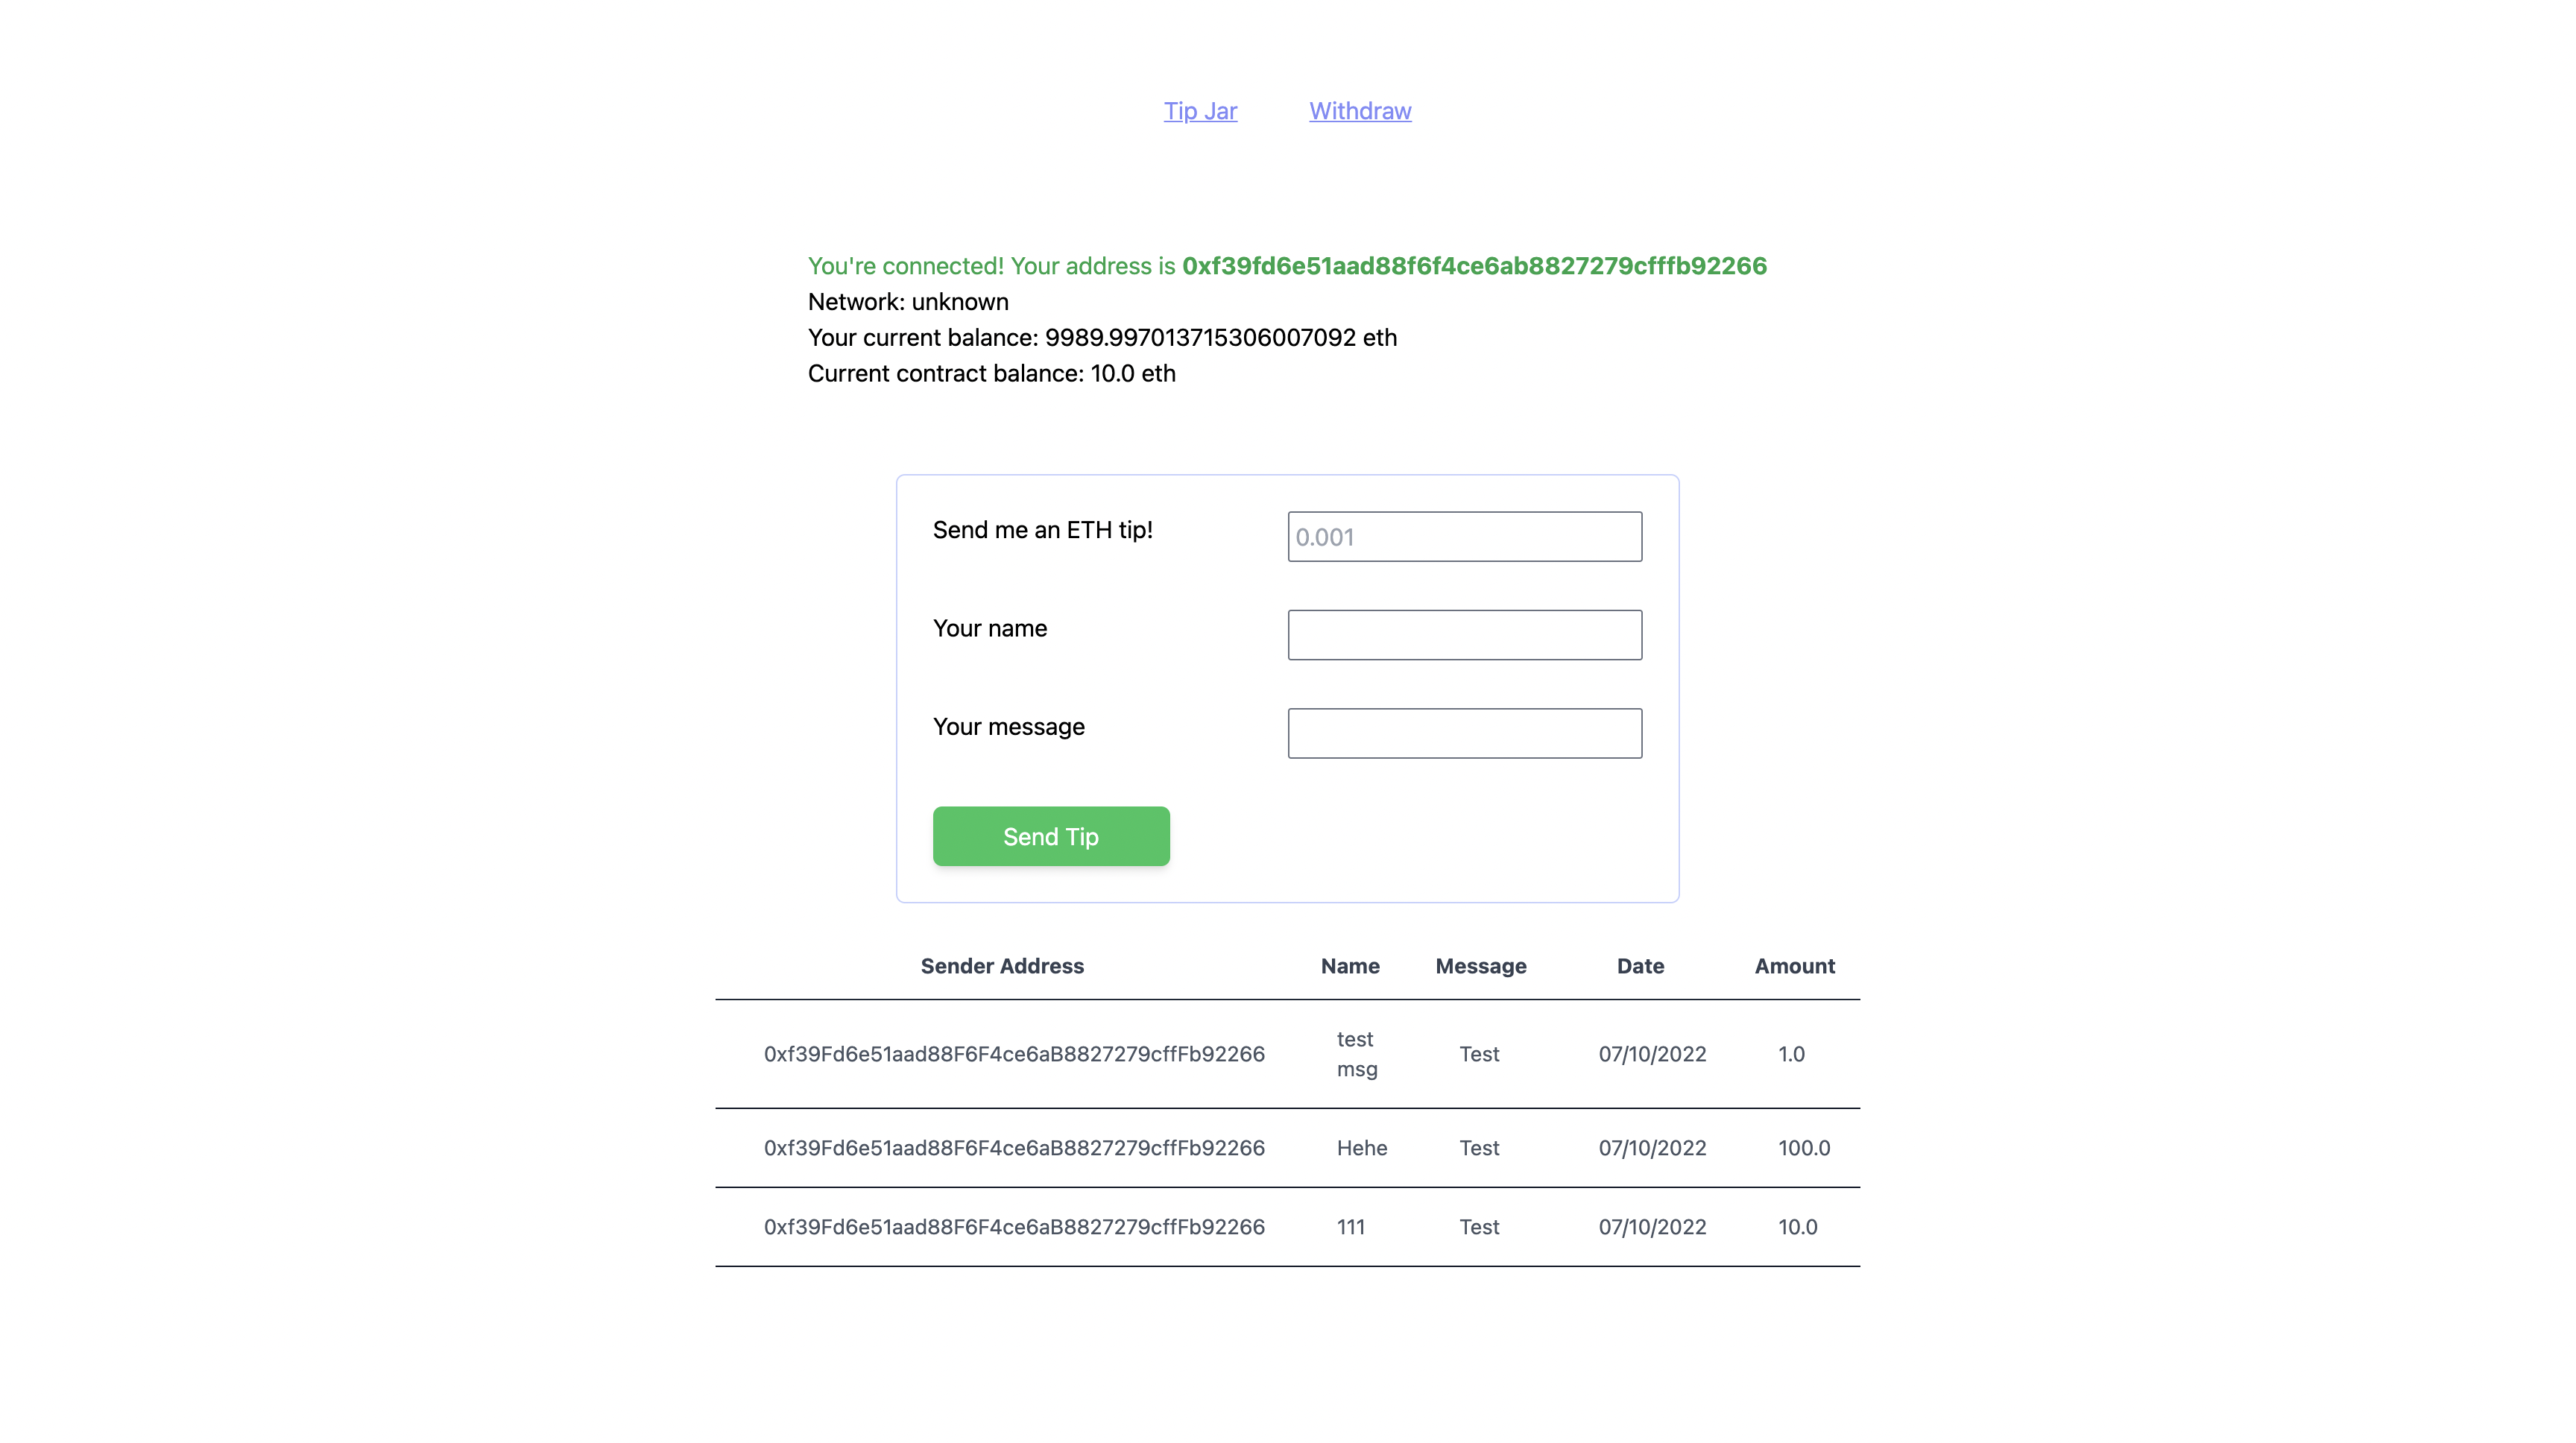 Tip Jar Withdraw
You're connected! Your address is 0xf39fd6e51aad88f6f4ce6ab8827279cfffb92266
Network: unknown
Your current balance: 9989.997013715306007092 eth
Current contract balance: 10.0 eth
Send me an ETH tip! 0.001
Your name
Your message
Send Tip
Sender Address Name Message Date Amount
0xf39Fd6e51aad88F6F4ce6aB8827279cffFb92266 test msg Test 07/10/2022 1.0
0xf39Fd6e51aad88F6F4ce6aB8827279cffFb92266 Hehe Test 07/10/2022 100.0
0xf39Fd6e51aad88F6F4ce6aB8827279cffFb92266 111 Test 07/10/2022 10.0